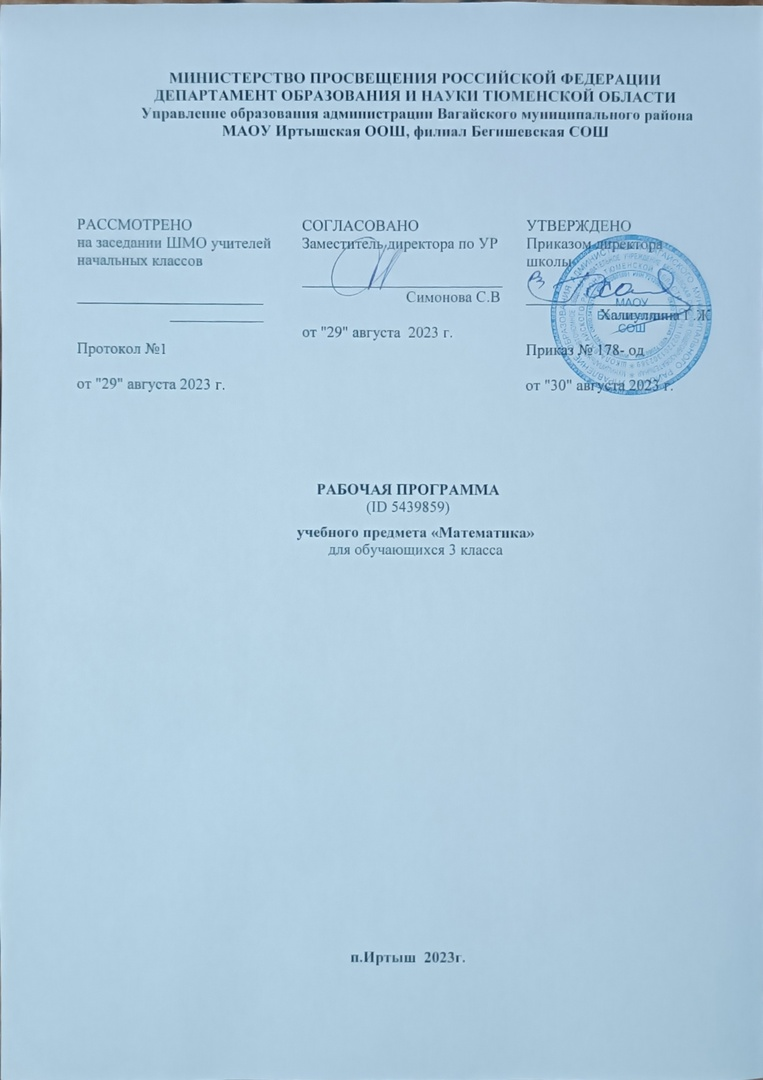 МИНИСТЕРСТВО ПРОСВЕЩЕНИЯ РОССИЙСКОЙ ФЕДЕРАЦИИ
ДЕПАРТАМЕНТ ОБРАЗОВАНИЯ И НАУКИ ТЮМЕНСКОЙ ОБЛАСТИ
Управление образования администрации Вагайского муниципального района
МАОУ Иртышская ООШ, филиал Бегишевская СОШ
РАССМОТРЕНО
на заседании ШМО учителей
начальных классов
Протокол №1
от "29" августа 2023 г.
СОГЛАСОВАНО
Заместитель директора по УР
Симонова С.В
от "29" августа 2023 г.
УТВЕРЖДЕНО
Приказом директора
школы
Халиуллина Г.Ж
Приказ № 178- од
от "30" августа 2023 г.
МАОУ
СОШ
РАБОЧАЯ ПРОГРАММА
(ID 5439859)
учебного предмета «Математика»
для обучающихся 3 класса
п.Иртыш 2023г.